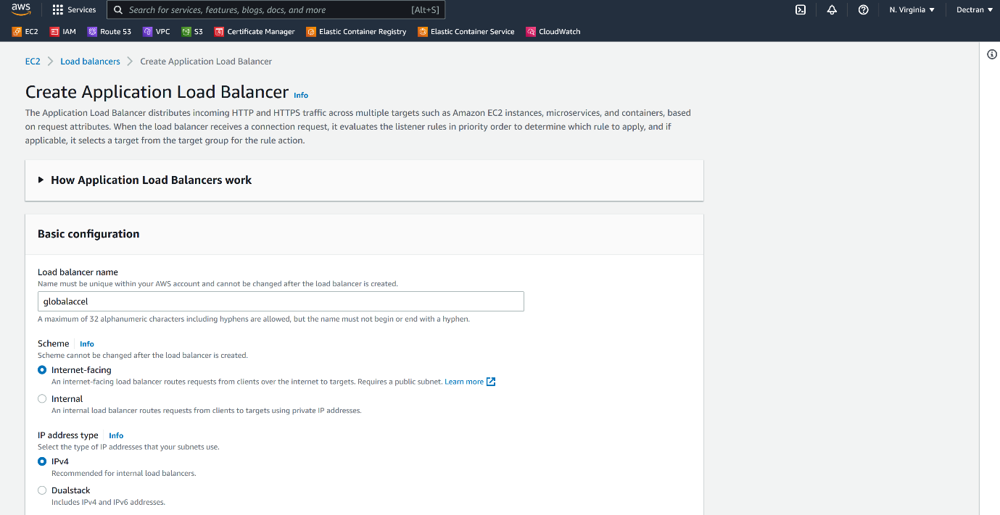 aws Services Search for services, features, blogs, docs, and more [Alt+S] N. Virginia Dectran
EC2 IAM Route 53 VPC S3 Certificate Manager Elastic Container Registry Elastic Container Service CloudWatch
EC2 Load balancers Create Application Load Balancer
Create Application Load Balancer Info
The Application Load Balancer distributes incoming HTTP and HTTPS traffic across multiple targets such as Amazon EC2 instances, microservices, and containers, based
on request attributes. When the load balancer receives a connection request, it evaluates the listener rules in priority order to determine which rule to apply, and if
applicable, it selects a target from the target group for the rule action.
How Application Load Balancers work
Basic configuration
Load balancer name
Name must be unique within your AWS account and cannot be changed after the load balancer is created.
globalaccel
A maximum of 32 alphanumeric characters including hyphens are allowed, but the name must not begin or end with a hyphen.
Scheme Info
Scheme cannot be changed after the load balancer is created.
Internet-facing
An internet-facing load balancer routes requests from clients over the internet to targets. Requires a public subnet. Learn more
Internal
An internal load balancer routes requests from clients to targets using private IP addresses.
IP address type Info
Select the type of IP addresses that your subnets use.
IPv4
Recommended for internal load balancers.
Dualstack
Includes IPv4 and IPv6 addresses.